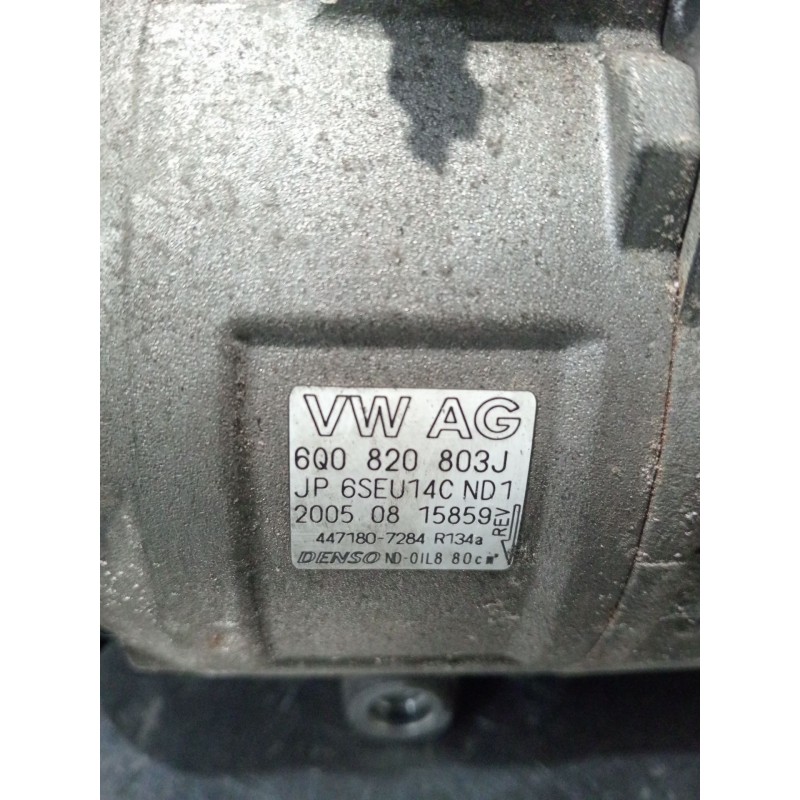 VW AG
6Q0 820 803J
JP 6SEU14C ND1
2005 08 15859
REV
447180-7284 R134a
DENSO ND-OIL8 80cm³